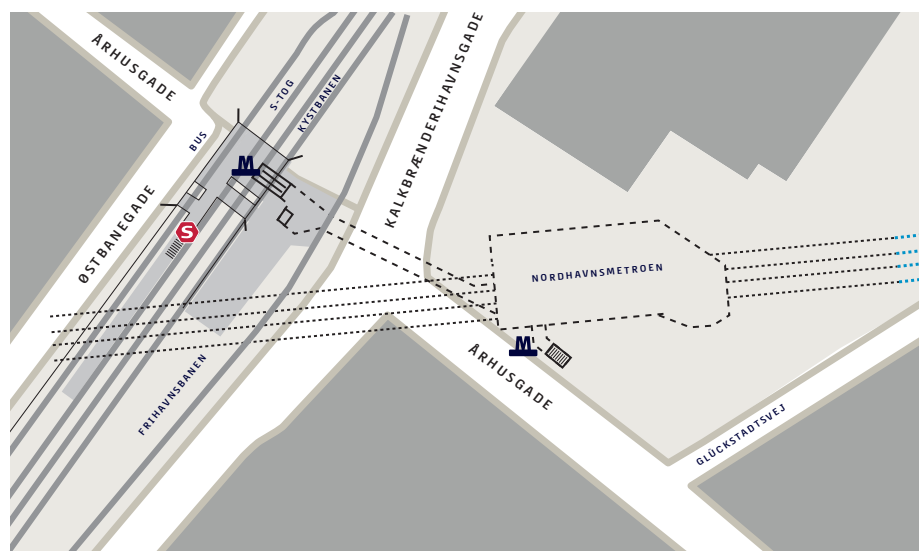 ÅRHUSGADE
S-TOG
KYSTBANEN
BUS
KALKBRÆNDERIHAVNSGADE
M
ØSTBANEGADE
S
NORDHAVNSMETROEN
M
ÅRHUSGADE
FRIHAVNSBANEN
GLÜCKSTADTSVEJ